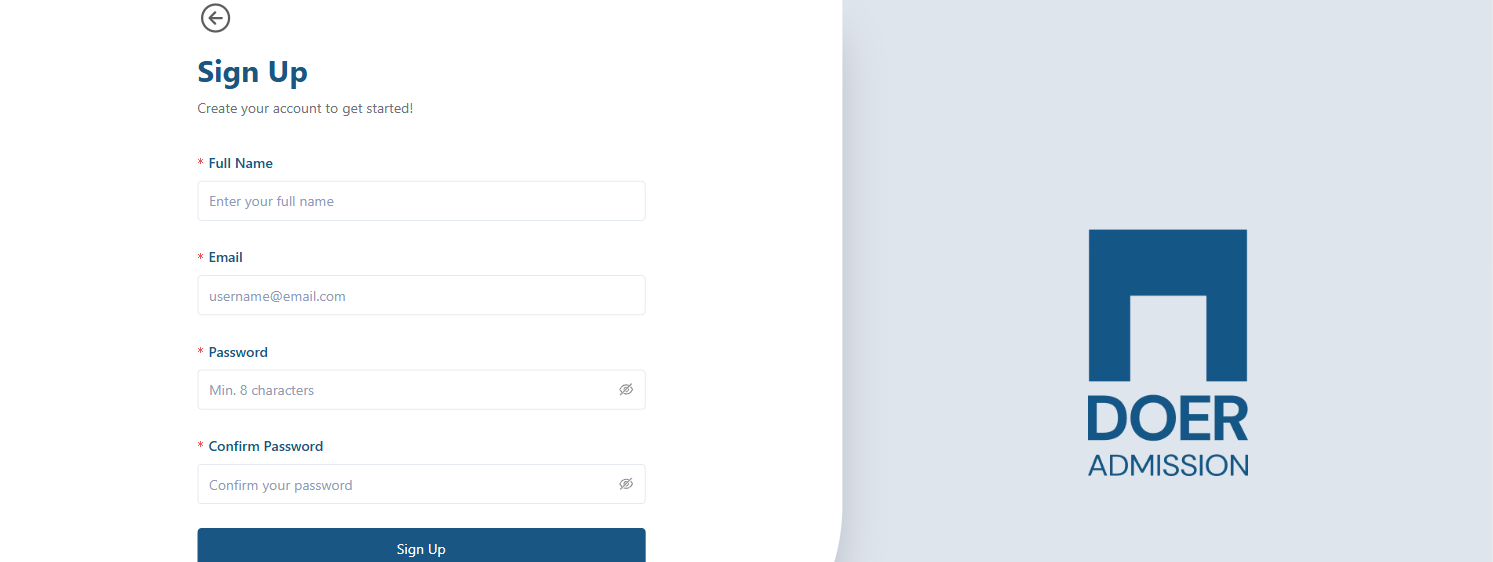 Sign Up
Create your account to get started!
* Full Name
Enter your full name
* Email
username@email.com
* Password
Min. 8 characters
* Confirm Password
Confirm your password
Sign Up
DOER
ADMISSION